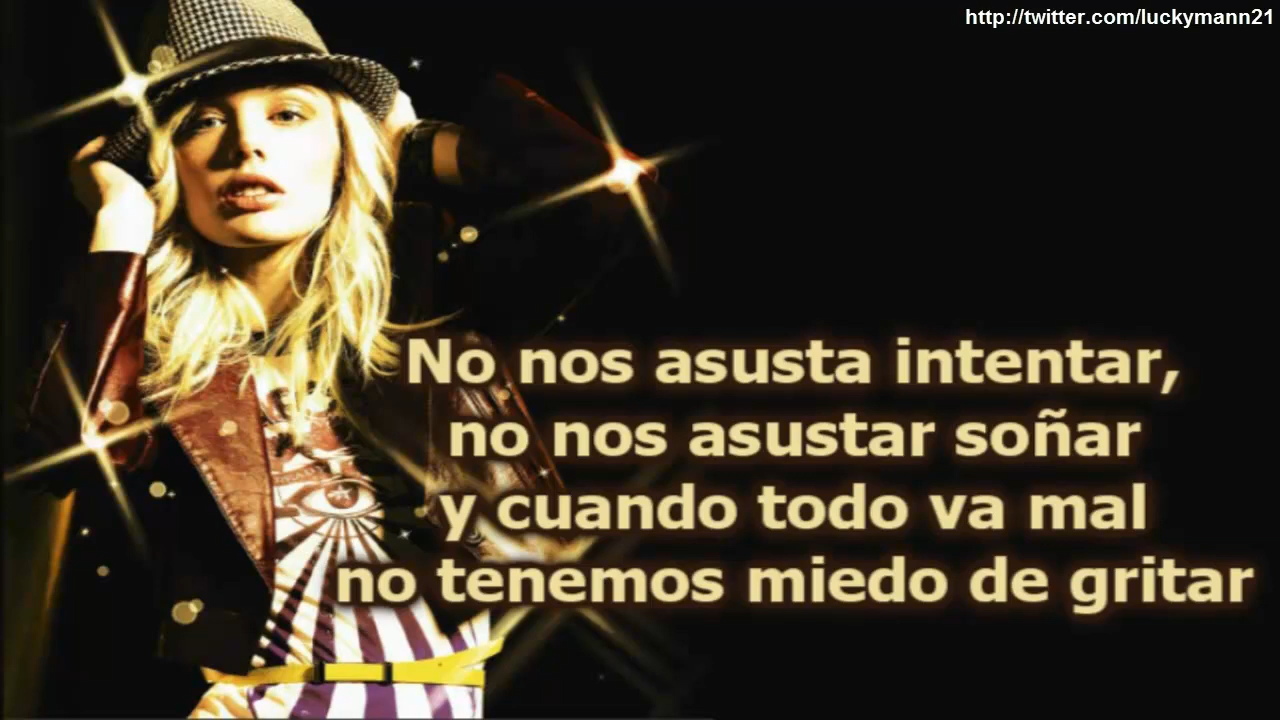 http://twitter.com/luckymann21
No nos asusta intentar,
no nos asustar soñar
y cuando todo va mal
no tenemos miedo de gritar